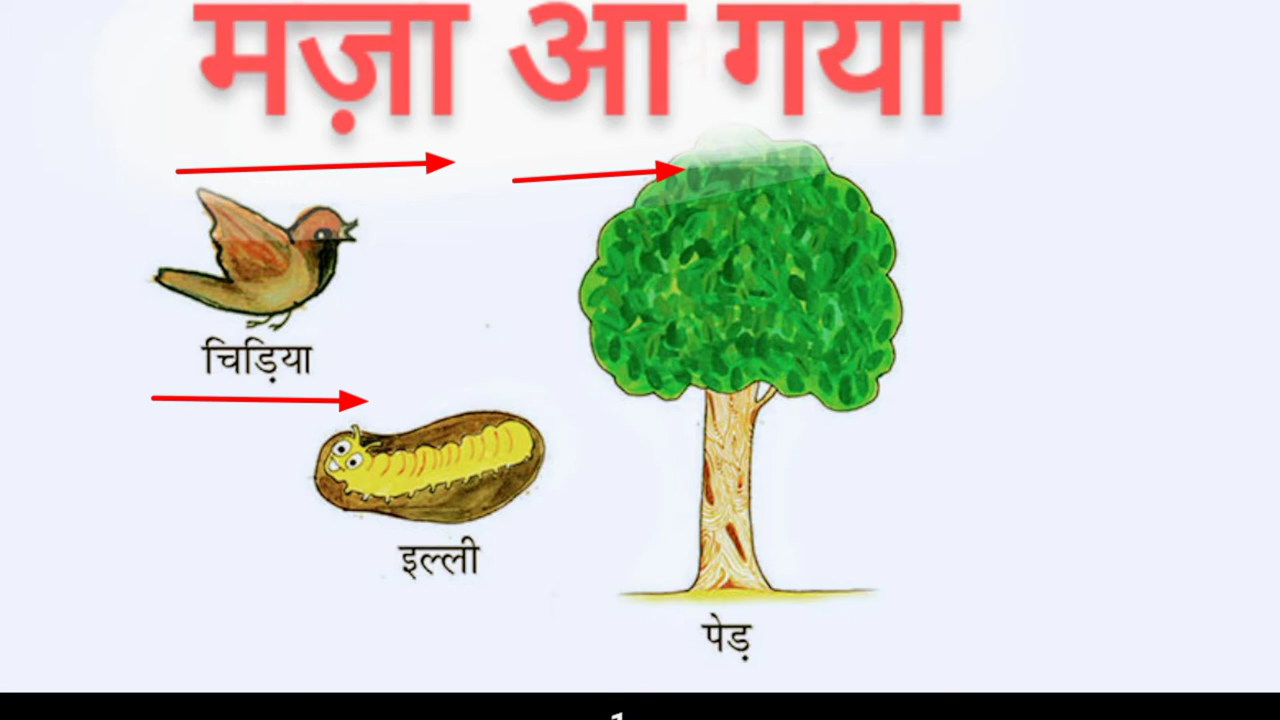 मज़ा आ गया
चिड़िया
इल्ली
पेड़